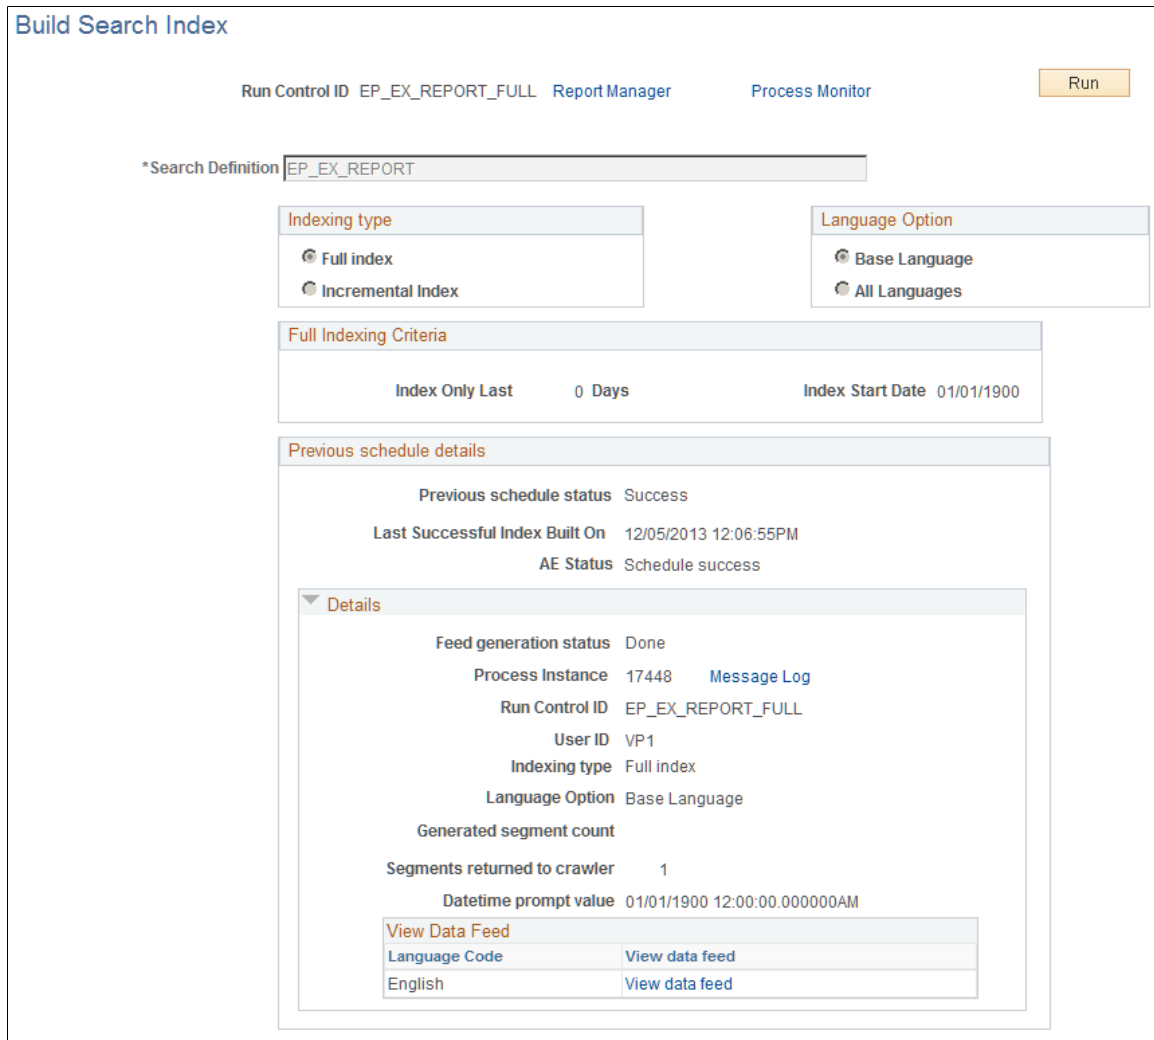 Build Search Index
Run Control ID EP_EX_REPORT_FULL Report Manager Process Monitor Run
*Search Definition EP_EX_REPORT
Indexing type Language Option
Full index Base Language
Incremental Index All Languages
Full Indexing Criteria
Index Only Last 0 Days Index Start Date 01/01/1900
Previous schedule details
Previous schedule status Success
Last Successful Index Built On 12/05/2013 12:06:55PM
AE Status Schedule success
Details
Feed generation status Done
Process Instance 17448 Message Log
Run Control ID EP_EX_REPORT_FULL
User ID VP1
Indexing type Full index
Language Option Base Language
Generated segment count
Segments returned to crawler 1
Datetime prompt value 01/01/1900 12:00:00.000000AM
View Data Feed
Language Code View data feed
English View data feed